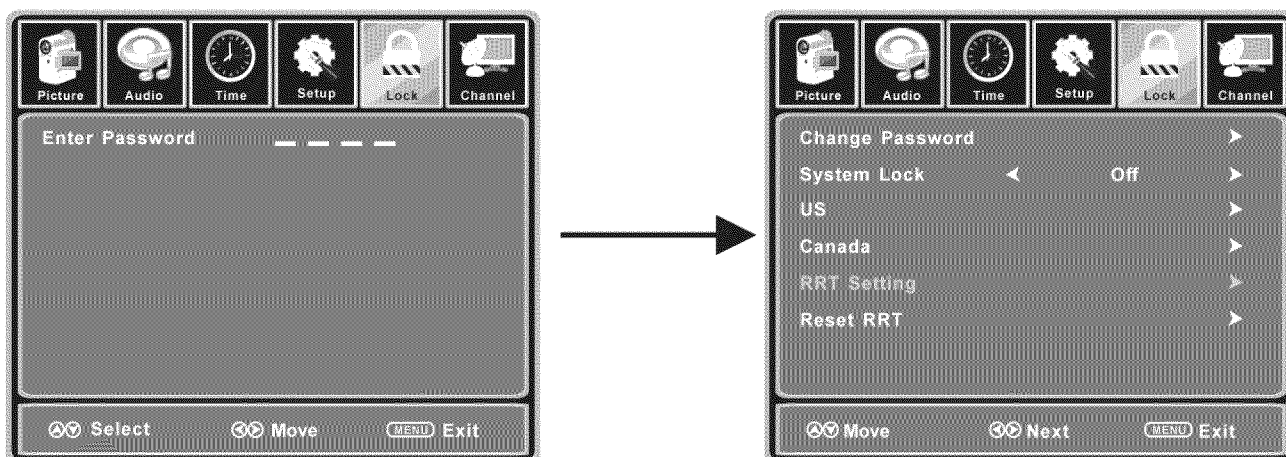 Picture Audio Time Setup Lock Channel
Enter Password _ _ _ _
Select Move MENU Exit
Picture Audio Time Setup Lock Channel
Change Password
System Lock Off
US
Canada
RRT Setting
Reset RRT
Move Next MENU Exit